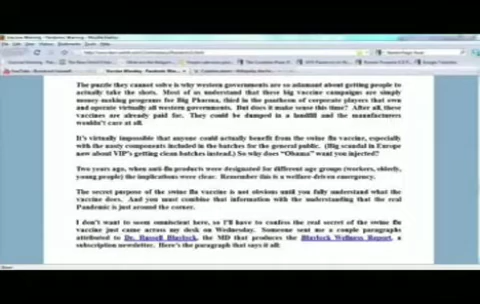 The puzzle they cannot solve is why western governments are so adamant about getting people to
actually take the shots. Most of us understand that these big vaccine campaigns are simply
money-making programs for Big Pharma, third in the pantheon of corporate players that own
and operate virtually all western governments. But does it make sense this time? After all, these
vaccines are already paid for. They could be dumped in a landfill and the manufacturers
wouldn't care at all.
It's virtually impossible that anyone could actually benefit from the swine flu vaccine, especially
with the nasty components included in the batches for the general public. (Big scandal in Europe
now about VIP's getting clean batches instead.) So why does "Obama" want you injected?
Two years ago, when anti-flu products were designated for different age groups (workers, elderly,
young people) the implications were clear. Remember this is a welfare-driven emergency.
The secret purpose of the swine flu vaccine is not obvious until you fully understand what the
vaccine does. And you must combine that information with the understanding that the real
Pandemic is just around the corner.
I don't want to seem omniscient here, so I'll have to confess the real secret of the swine flu
vaccine just came across my desk on Wednesday. Someone sent me a couple paragraphs
attributed to Dr. Russell Blaylock, the MD that produces the Blaylock Wellness Report, a
subscription newsletter. Here's the paragraph that says it all: